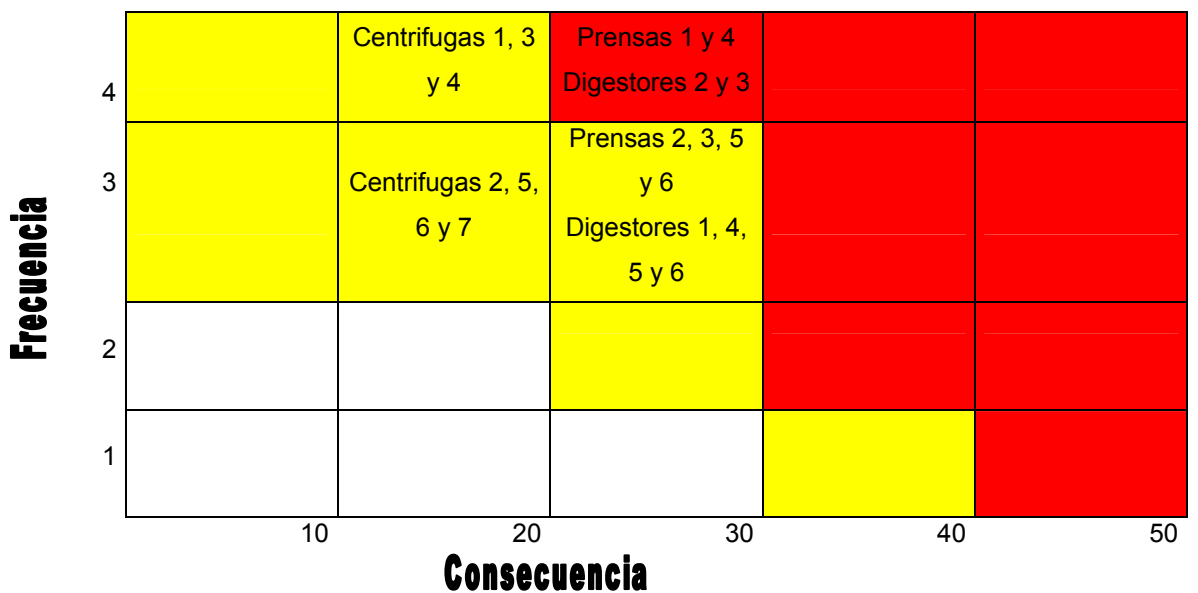 Centrifugas 1, 3
y 4
Prensas 1 y 4
Digestores 2 y 3
4
Prensas 2, 3, 5
y 6
Digestores 1, 4,
5 y 6
Centrifugas 2, 5,
6 y 7
3
2
1
Frecuencia
10
20
30
40
50
Consecuencia